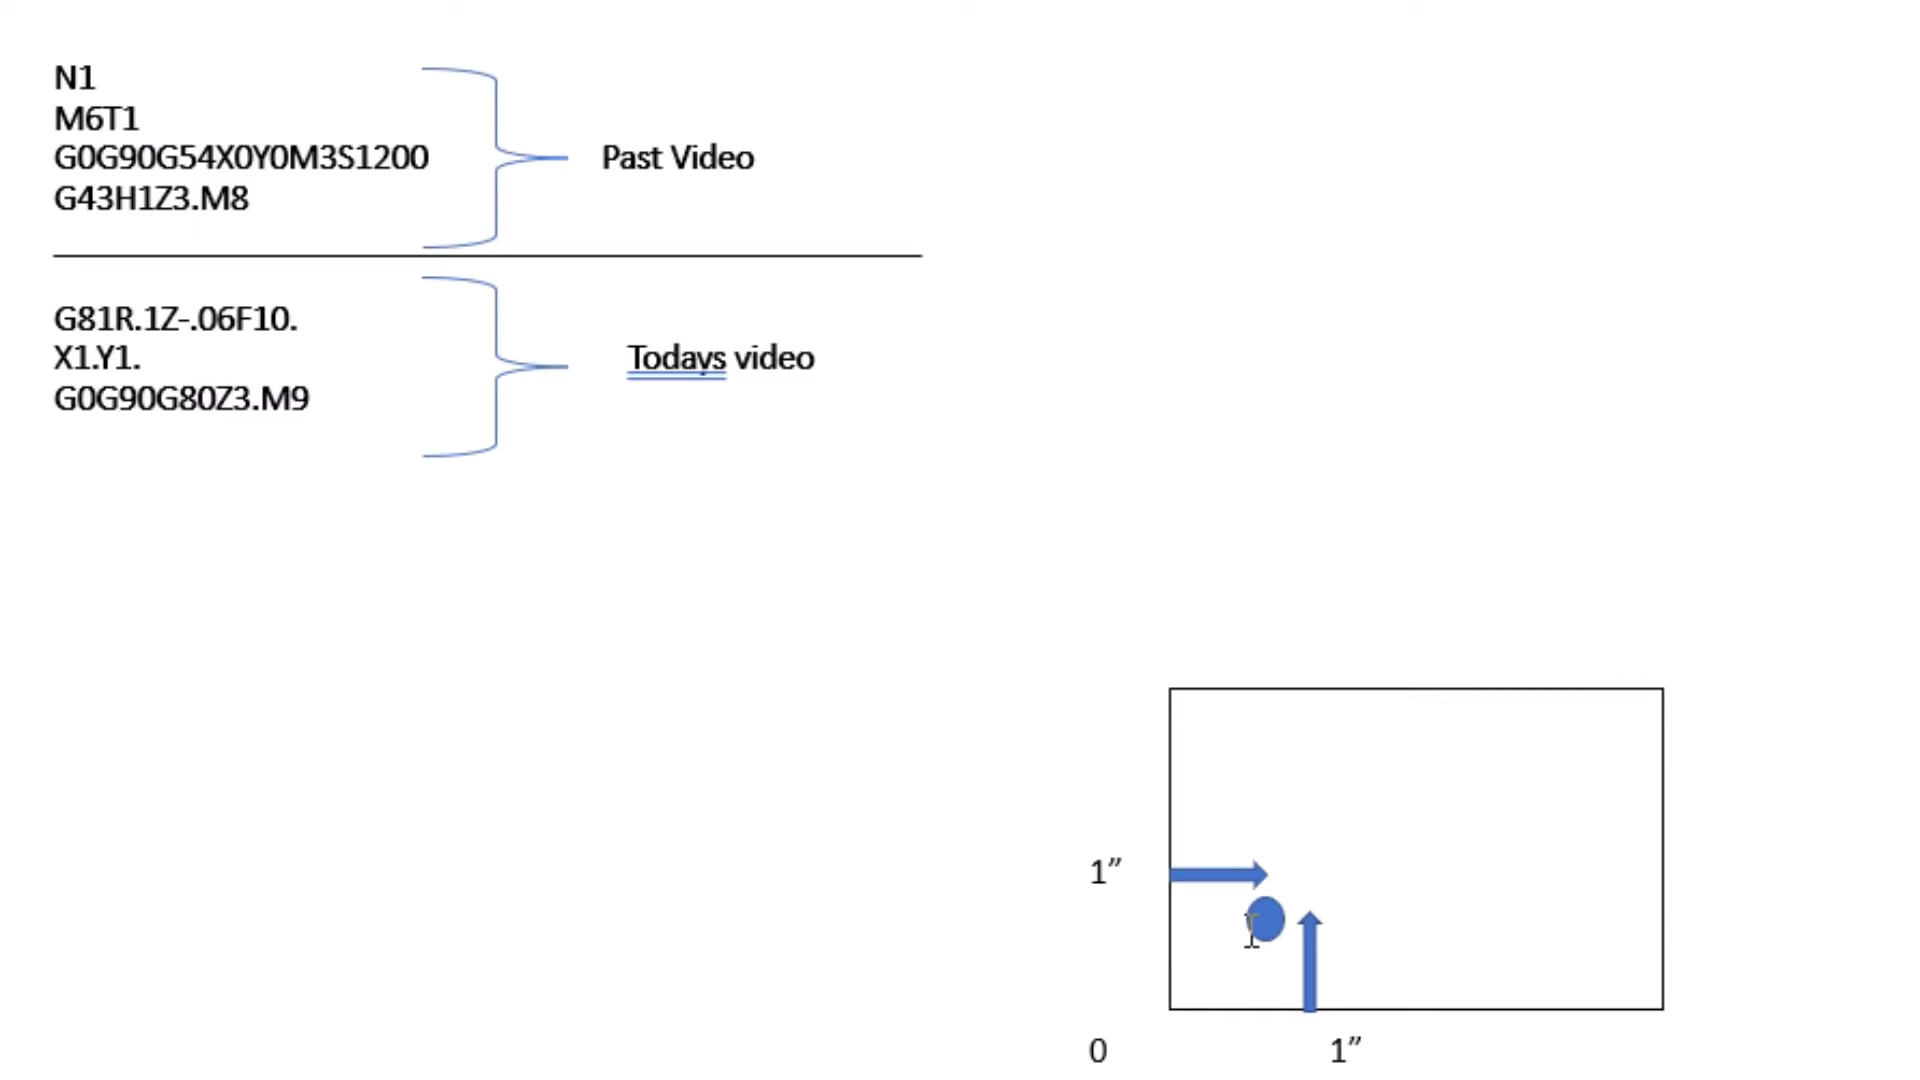 N1
M6T1
G0G90G54X0Y0M3S1200
G43H1Z3.M8
Past Video
G81R.1Z-.06F10.
X1.Y1.
G0G90G80Z3.M9
Todays video
1”
0
1”